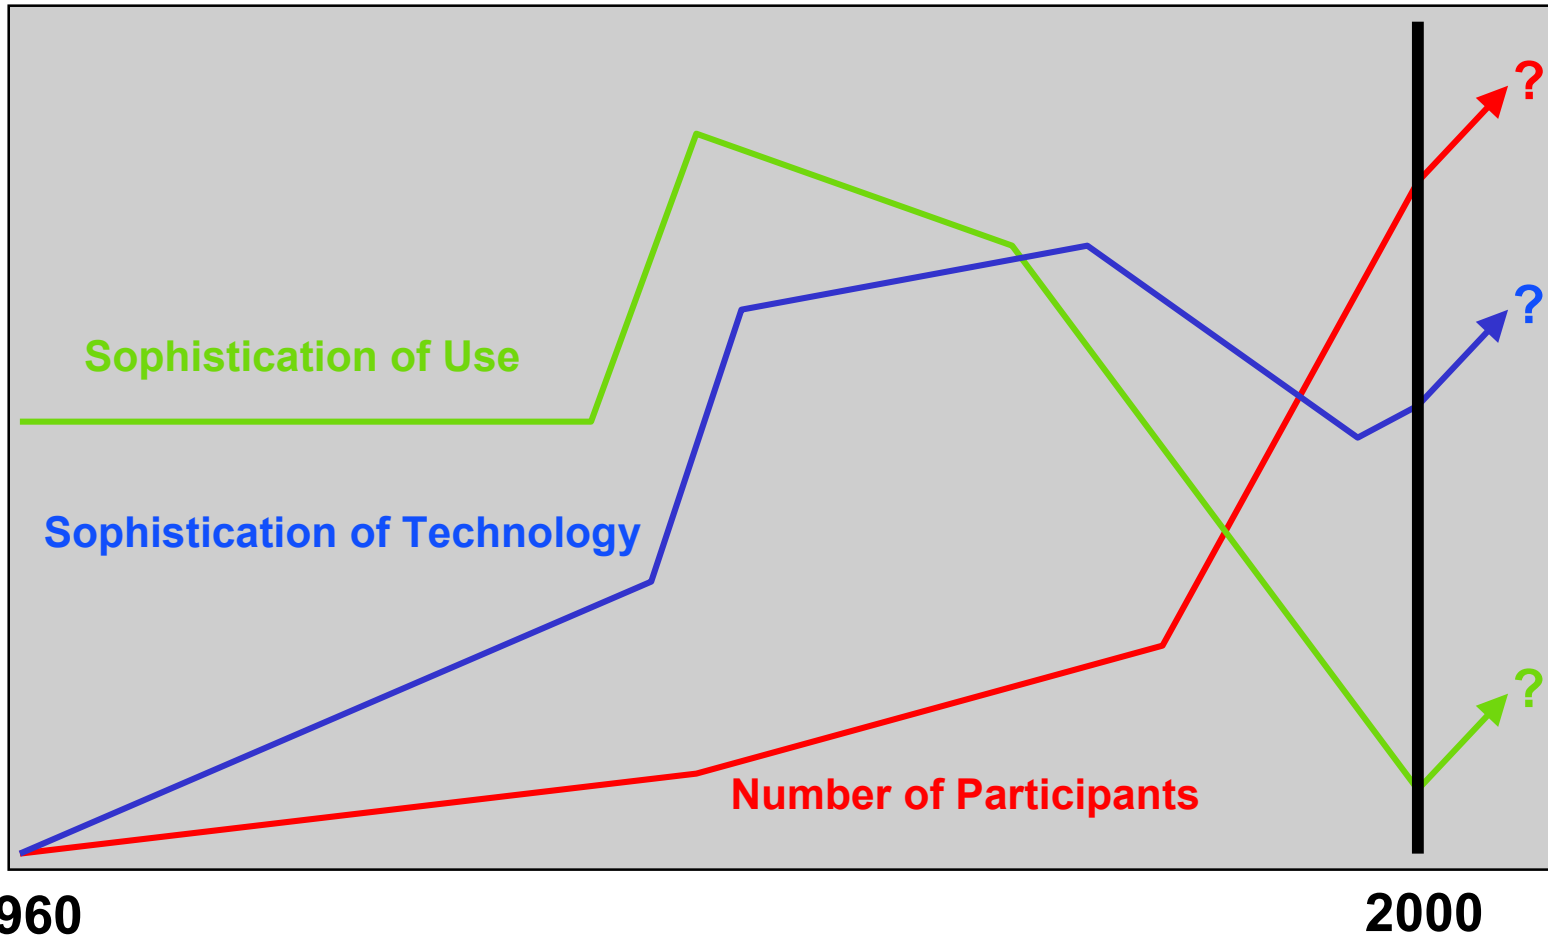 ?
?
Sophistication of Use
Sophistication of Technology
?
Number of Participants
960
2000